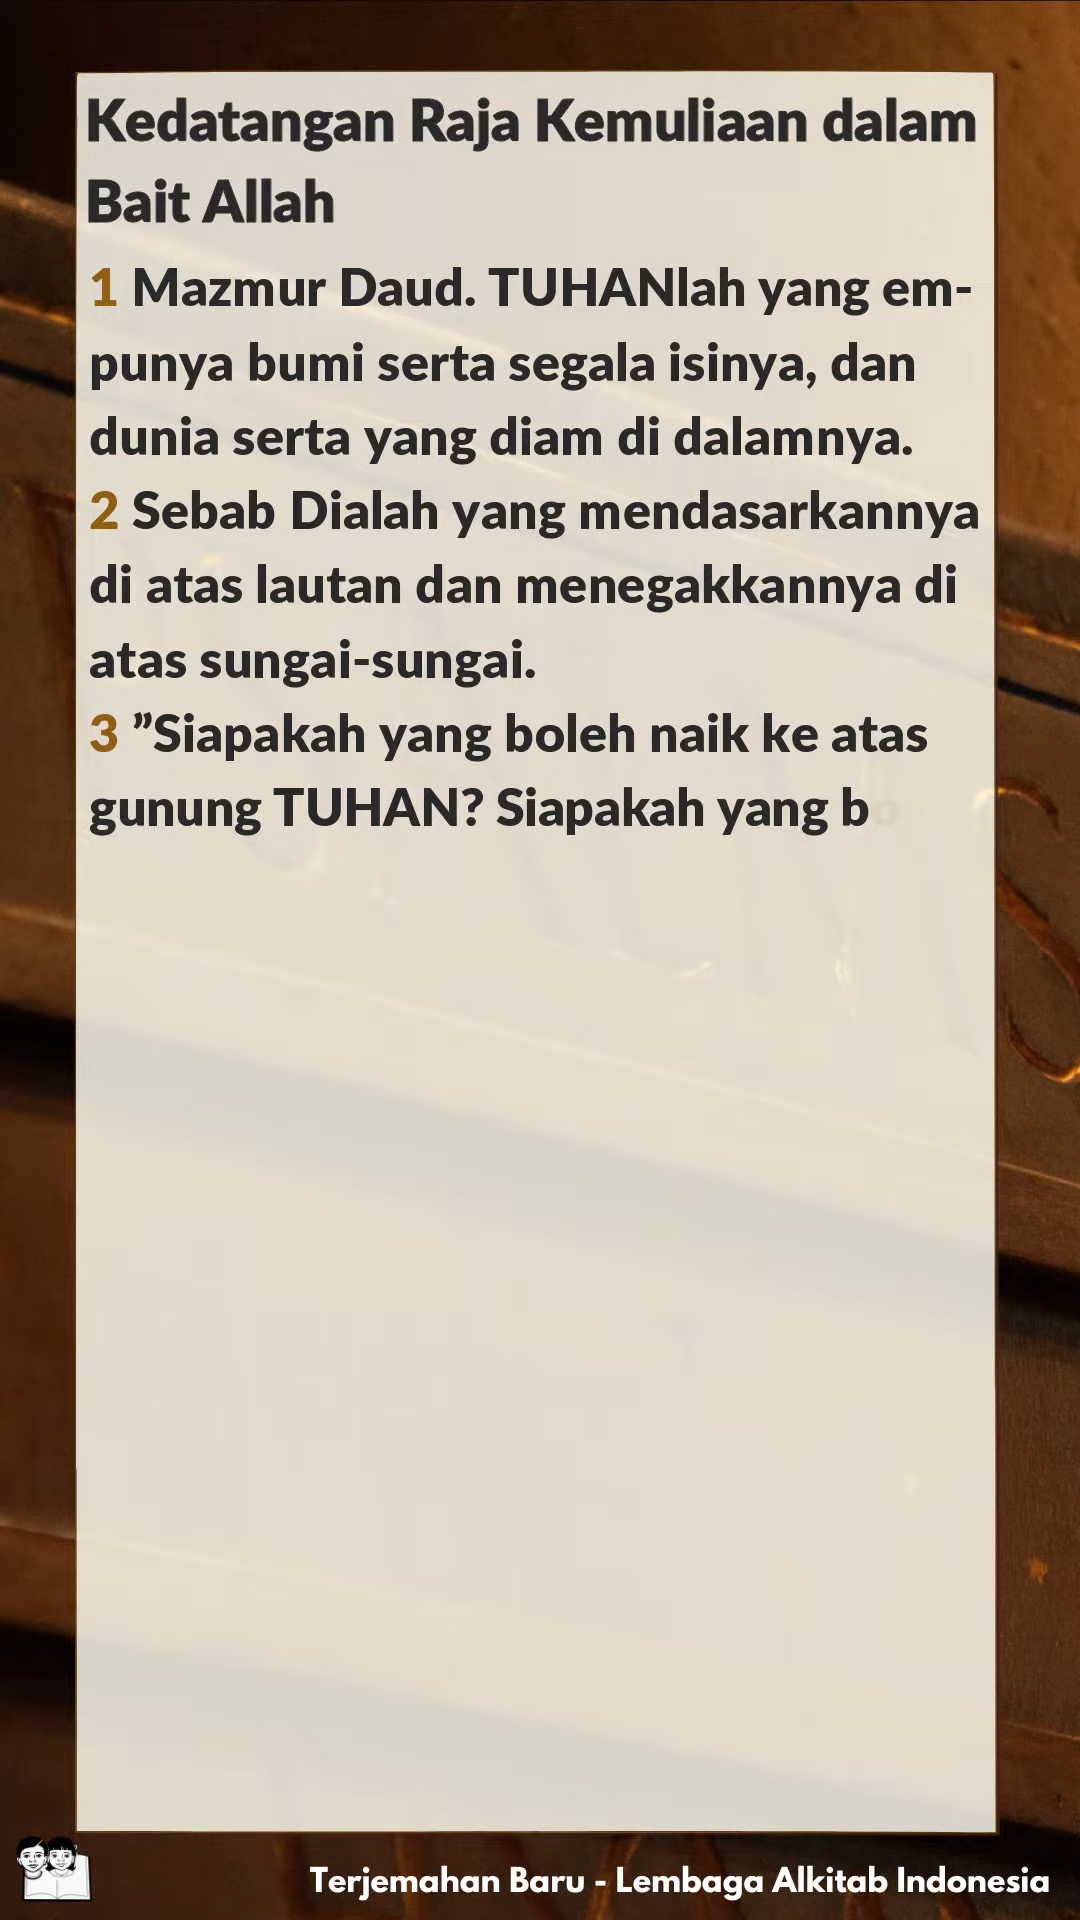 Kedatangan Raja Kemuliaan dalam
Bait Allah
1 Mazmur Daud. TUHANlah yang em-
punya bumi serta segala isinya, dan
dunia serta yang diam di dalamnya.
2 Sebab Dialah yang mendasarkannya
di atas lautan dan menegakkannya di
atas sungai-sungai.
3 ”Siapakah yang boleh naik ke atas
gunung TUHAN? Siapakah yang bo
Terjemahan Baru - Lembaga Alkitab Indonesia